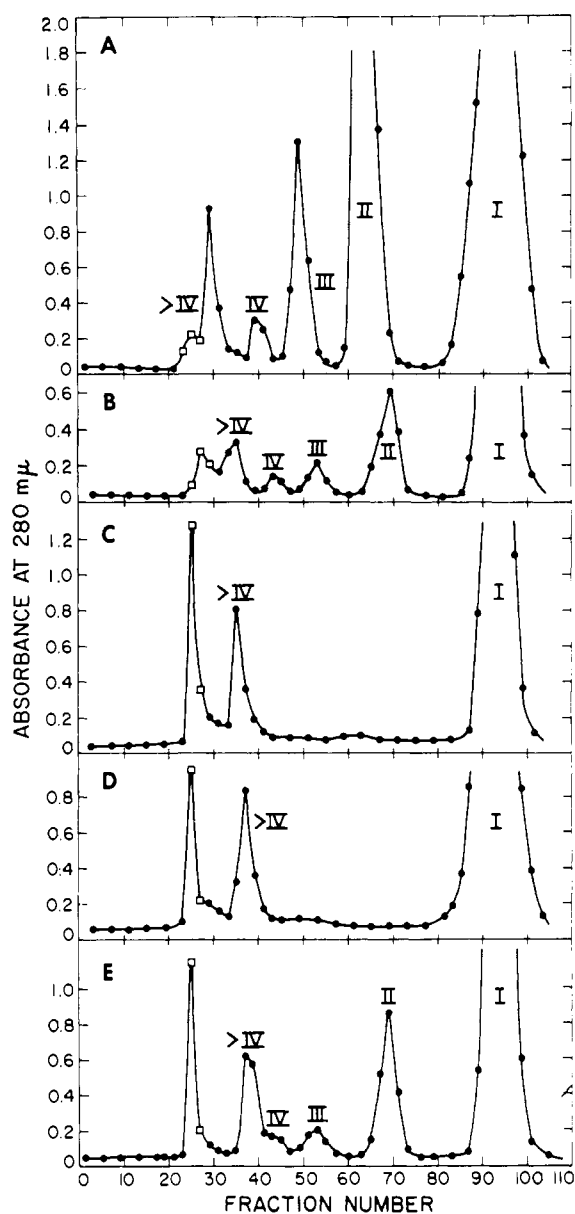 ABSORBANCE AT 280 mμ
A
2.0
1.8
1.6
1.4
1.2
1.0
0.8
0.6
0.4
0.2
0
>IV
IV
III
II
I
B
0.6
0.4
0.2
0
>IV
IV
III
II
I
C
1.2
1.0
0.8
0.6
0.4
0.2
0
>IV
I
D
0.8
0.6
0.4
0.2
0
>IV
I
E
1.0
0.8
0.6
0.4
0.2
0
>IV
IV
III
II
I
0 10 20 30 40 50 60 70 80 90 100 110
FRACTION NUMBER